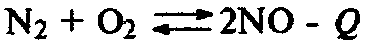 N₂ + O₂ ⇌ 2NO - Q